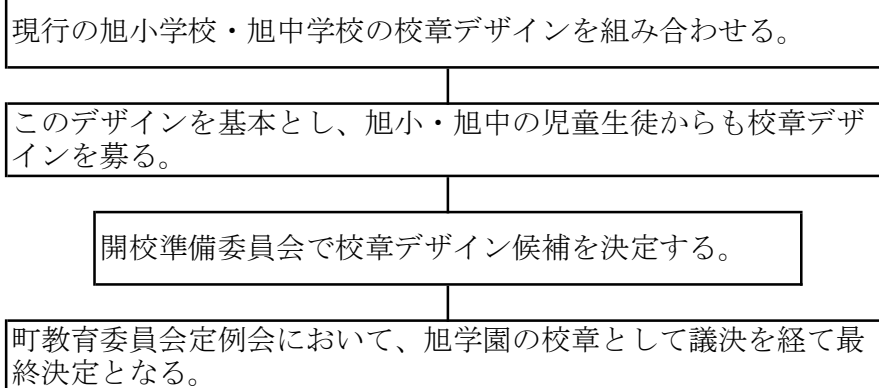 現行の旭小学校・旭中学校の校章デザインを組み合わせる。
このデザインを基本とし、旭小・旭中の児童生徒からも校章デザ
インを募る。
開校準備委員会で校章デザイン候補を決定する。
町教育委員会定例会において、旭学園の校章として議決を経て最
終決定となる。